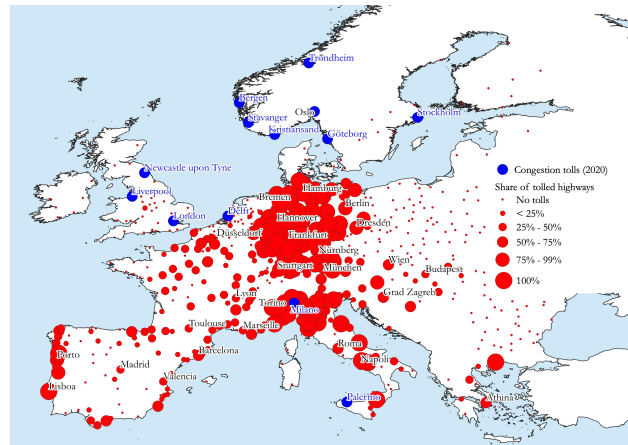 Trondheim
Bergen
Oslo
Stavanger
Stockholm
Kristiansand
Göteborg
Newcastle upon Tyne
Congestion tolls (2020)
Share of tolled highways
Liverpool
Hamburg
No tolls
Bremen
Berlin
< 25%
London
Delft
Hannover
Dresden
25% - 50%
Düsseldorf
Frankfurt
50% - 75%
Nürnberg
75% - 99%
Stuttgart
München
Wien
Budapest
100%
Lyon
Grad Zagreb
Torino
Milano
Toulouse
Marseille
Roma
Barcelona
Porto
Madrid
Napoli
Valencia
Lisboa
Palermo
Athina